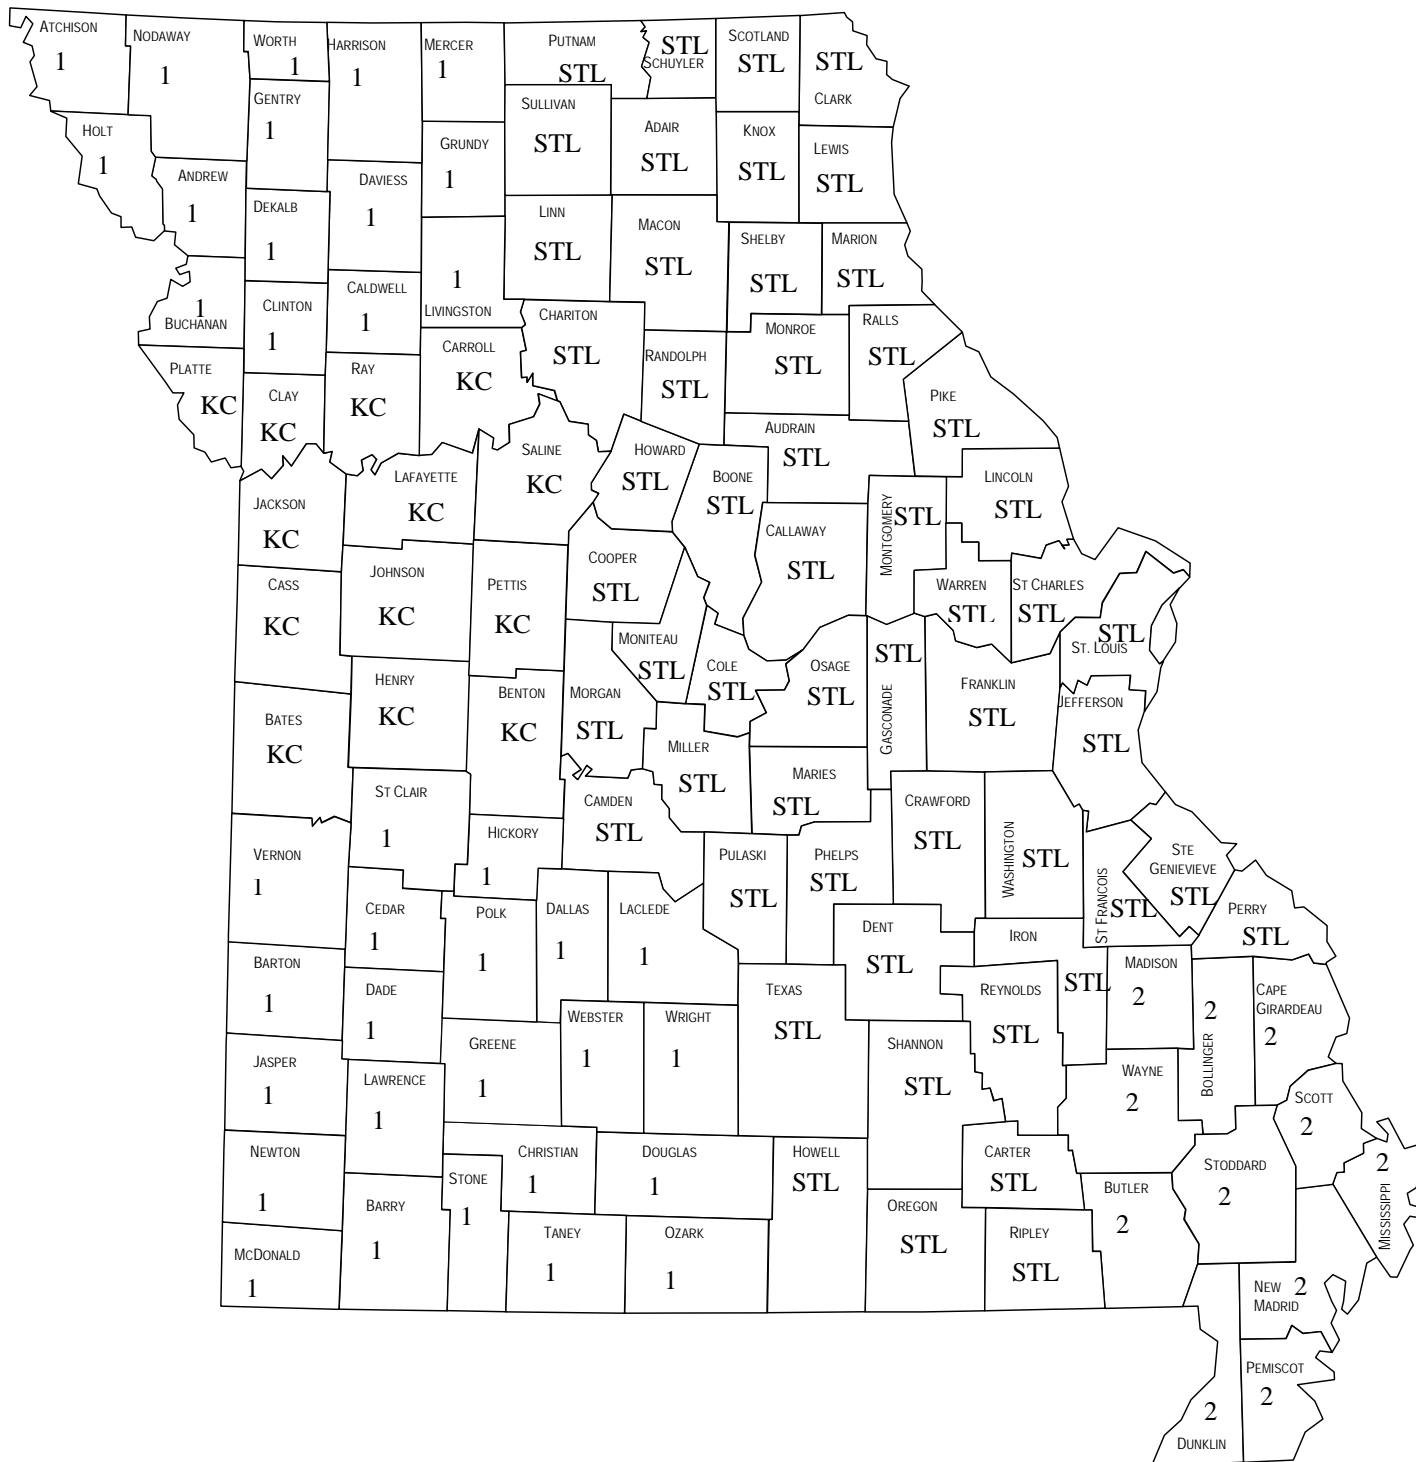 ATCHISON
1
NODAWAY
1
WORTH
1
HARRISON
1
MERCER
1
PUTNAM
STL
STL
SCHUYLER
SCOTLAND
STL
STL
CLARK
HOLT
1
GENTRY
1
SULLIVAN
STL
ADAIR
STL
KNOX
STL
LEWIS
STL
ANDREW
1
DEKALB
1
DAVIESS
1
GRUNDY
1
LINN
STL
MACON
STL
SHELBY
STL
MARION
STL
1
BUCHANAN
CLINTON
1
CALDWELL
1
1
LIVINGSTON
CHARITON
STL
RANDOLPH
STL
MONROE
STL
RALLS
STL
PLATTE
KC
CLAY
KC
RAY
KC
CARROLL
KC
PIKE
STL
AUDRAIN
STL
SALINE
KC
HOWARD
STL
BOONE
STL
JACKSON
KC
LAFAYETTE
KC
MONTGOMERY
STL
LINCOLN
STL
COOPER
STL
CALLAWAY
STL
CASS
KC
JOHNSON
KC
PETTIS
KC
WARREN
STL
ST CHARLES
STL
STL
ST. LOUIS
MONITEAU
STL
COLE
STL
OSAGE
STL
STL
GASCONADE
FRANKLIN
STL
JEFFERSON
STL
BATES
KC
HENRY
KC
BENTON
KC
MORGAN
STL
MILLER
STL
MARIES
STL
CRAWFORD
STL
WASHINGTON
STL
ST CLAIR
1
HICKORY
1
CAMDEN
STL
PULASKI
STL
PHELPS
STL
ST FRANCOIS
STL
STE
GENIEVIEVE
STL
VERNON
1
CEDAR
1
POLK
1
DALLAS
1
LACLEDE
1
DENT
STL
IRON
STL
PERRY
STL
BARTON
1
DADE
1
TEXAS
STL
REYNOLDS
STL
MADISON
2
2
BOLLINGER
CAPE
GIRARDEAU
2
JASPER
1
LAWRENCE
1
GREENE
1
WEBSTER
1
WRIGHT
1
SHANNON
STL
WAYNE
2
SCOTT
2
NEWTON
1
BARRY
1
STONE
1
CHRISTIAN
1
DOUGLAS
1
HOWELL
STL
CARTER
STL
BUTLER
2
STODDARD
2
2
MISSISSIPPI
MCDONALD
1
TANEY
1
OZARK
1
OREGON
STL
RIPLEY
STL
NEW
MADRID
2
PEMISCOT
2
2
DUNKLIN